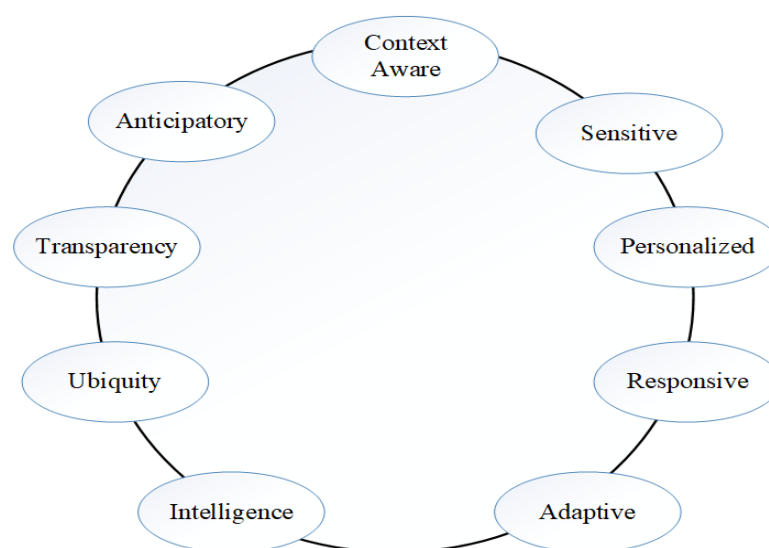 Context
Aware
Sensitive
Personalized
Responsive
Adaptive
Intelligence
Ubiquity
Transparency
Anticipatory